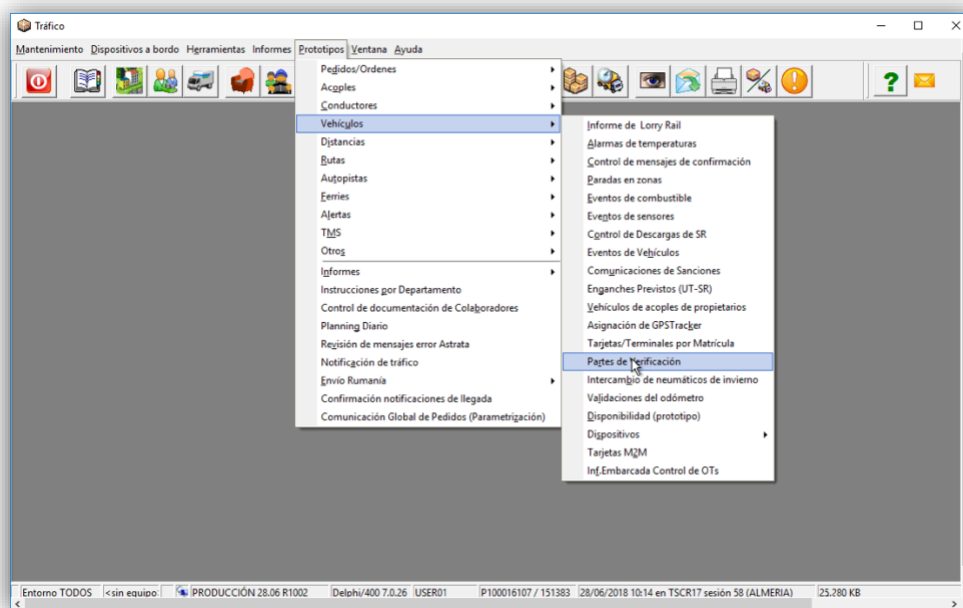 Tráfico
Mantenimiento Dispositivos a bordo Herramientas Informes Prototipos Ventana Ayuda
Pedidos/Ordenes
Acoples
Conductores
Vehículos
Distancias
Rutas
Autopistas
Ferries
Alertas
TMS
Otros
Informes
Instrucciones por Departamento
Control de documentación de Colaboradores
Planning Diario
Revisión de mensajes error Astrata
Notificación de tráfico
Envío Rumanía
Confirmación notificaciones de llegada
Comunicación Global de Pedidos (Parametrización)
Informe de Lorry Rail
Alarmas de temperaturas
Control de mensajes de confirmación
Paradas en zonas
Eventos de combustible
Eventos de sensores
Control de Descargas de SR
Eventos de Vehículos
Comunicaciones de Sanciones
Enganches Previstos (UT-SR)
Vehículos de acoples de propietarios
Asignación de GPSTracker
Tarjetas/Terminales por Matrícula
Partes de Verificación
Intercambio de neumáticos de invierno
Validaciones del odómetro
Disponibilidad (prototipo)
Dispositivos
Tarjetas M2M
Inf.Embarcada Control de OTs
Entorno TODOS <sin equipo PRODUCCIÓN 28.06 R1002 Delphi/400 7.0.26 USER01 P100016107 / 151383 28/06/2018 10:14 en TSCR17 sesión 58 (ALMERIA) 25.280 KB